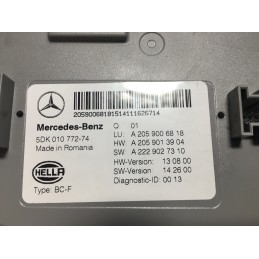 20590068181514111626714
Mercedes-Benz Q 01
5DK 010 772-74 LU: A 205 900 68 18
Made in Romania HW: A 205 901 39 04
SW: A 222 902 73 10
HELLA HW-Version: 13 08 00
SW-Version: 14 26 00
Type: BC-F Diagnostic-ID: 00 13